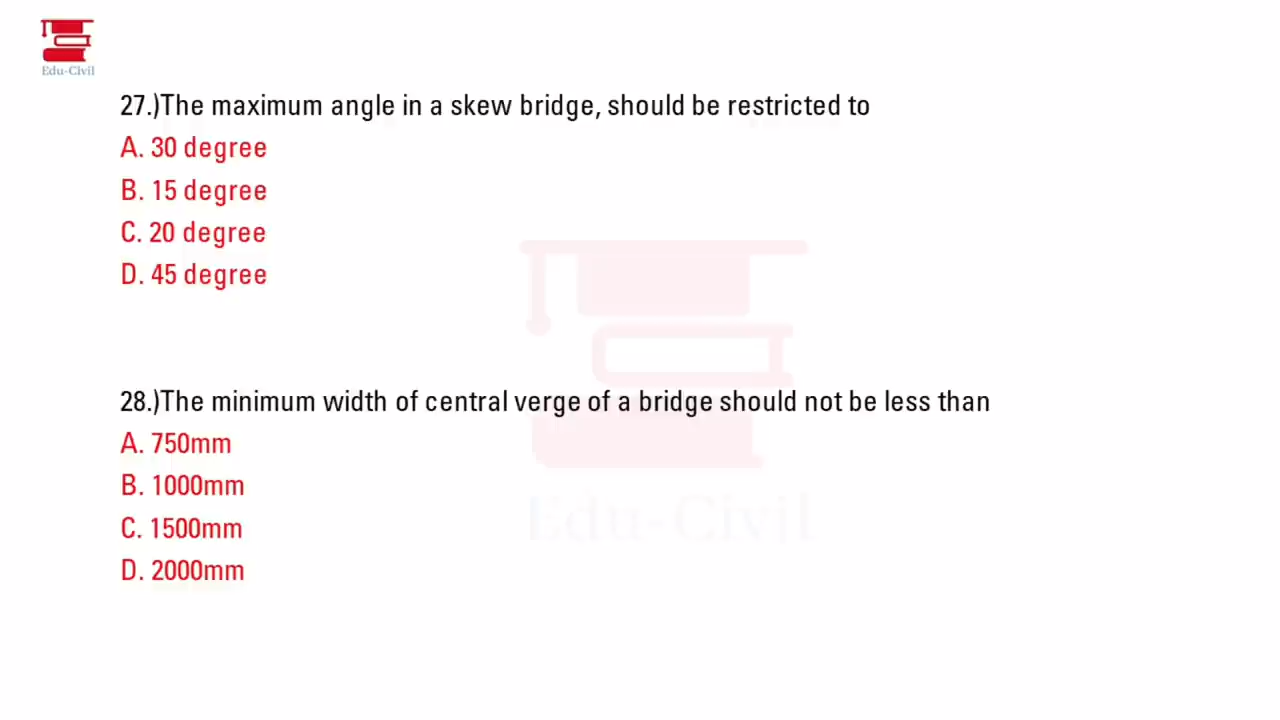 Edu-Civil
27.)The maximum angle in a skew bridge, should be restricted to
A. 30 degree
B. 15 degree
C. 20 degree
D. 45 degree
28.)The minimum width of central verge of a bridge should not be less than
A. 750mm
B. 1000mm
C. 1500mm
Edu-Civil
D. 2000mm